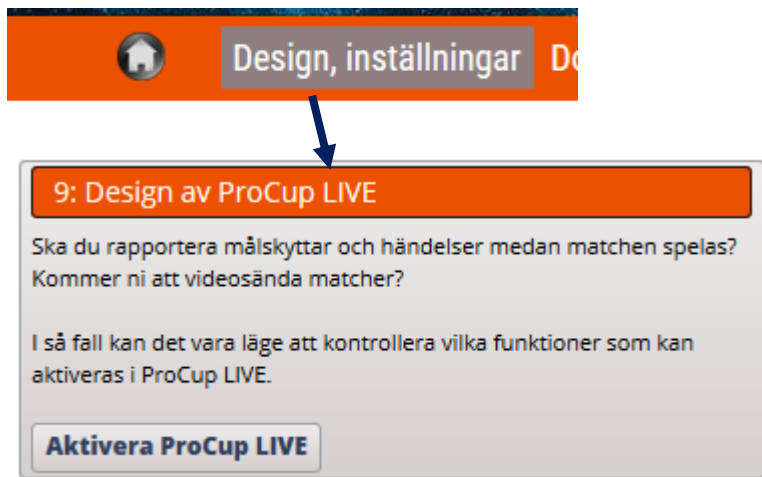 Design, inställningar
9: Design av ProCup LIVE
Ska du rapportera målskyttar och händelser medan matchen spelas?
Kommer ni att videosända matcher?
I så fall kan det vara läge att kontrollera vilka funktioner som kan
aktiveras i ProCup LIVE.
Aktivera ProCup LIVE